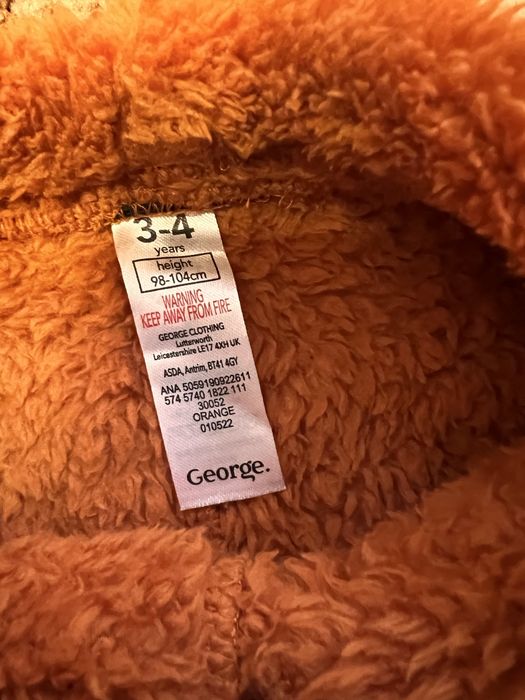 3-4
years
height
98-104cm
WARNING
KEEP AWAY FROM FIRE
GEORGE CLOTHING
Lutterworth
Leicestershire LE17 4XH UK
ASDA, Antrim, BT41 4GY
ANA 5059190922611
574 5740 1822 111
30052
ORANGE
010522
George.